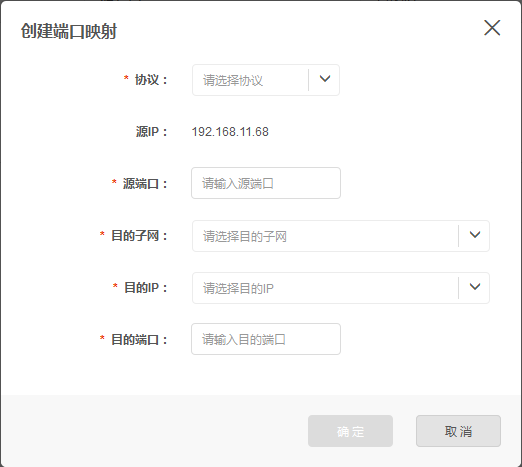 创建端口映射
* 协议： 请选择协议
源IP： 192.168.11.68
* 源端口： 请输入源端口
* 目的子网： 请选择目的子网
* 目的IP： 请选择目的IP
* 目的端口： 请输入目的端口
确定 取消